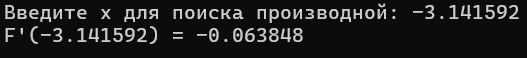 Введите x для поиска производной: -3.141592
F'(-3.141592) = -0.063848